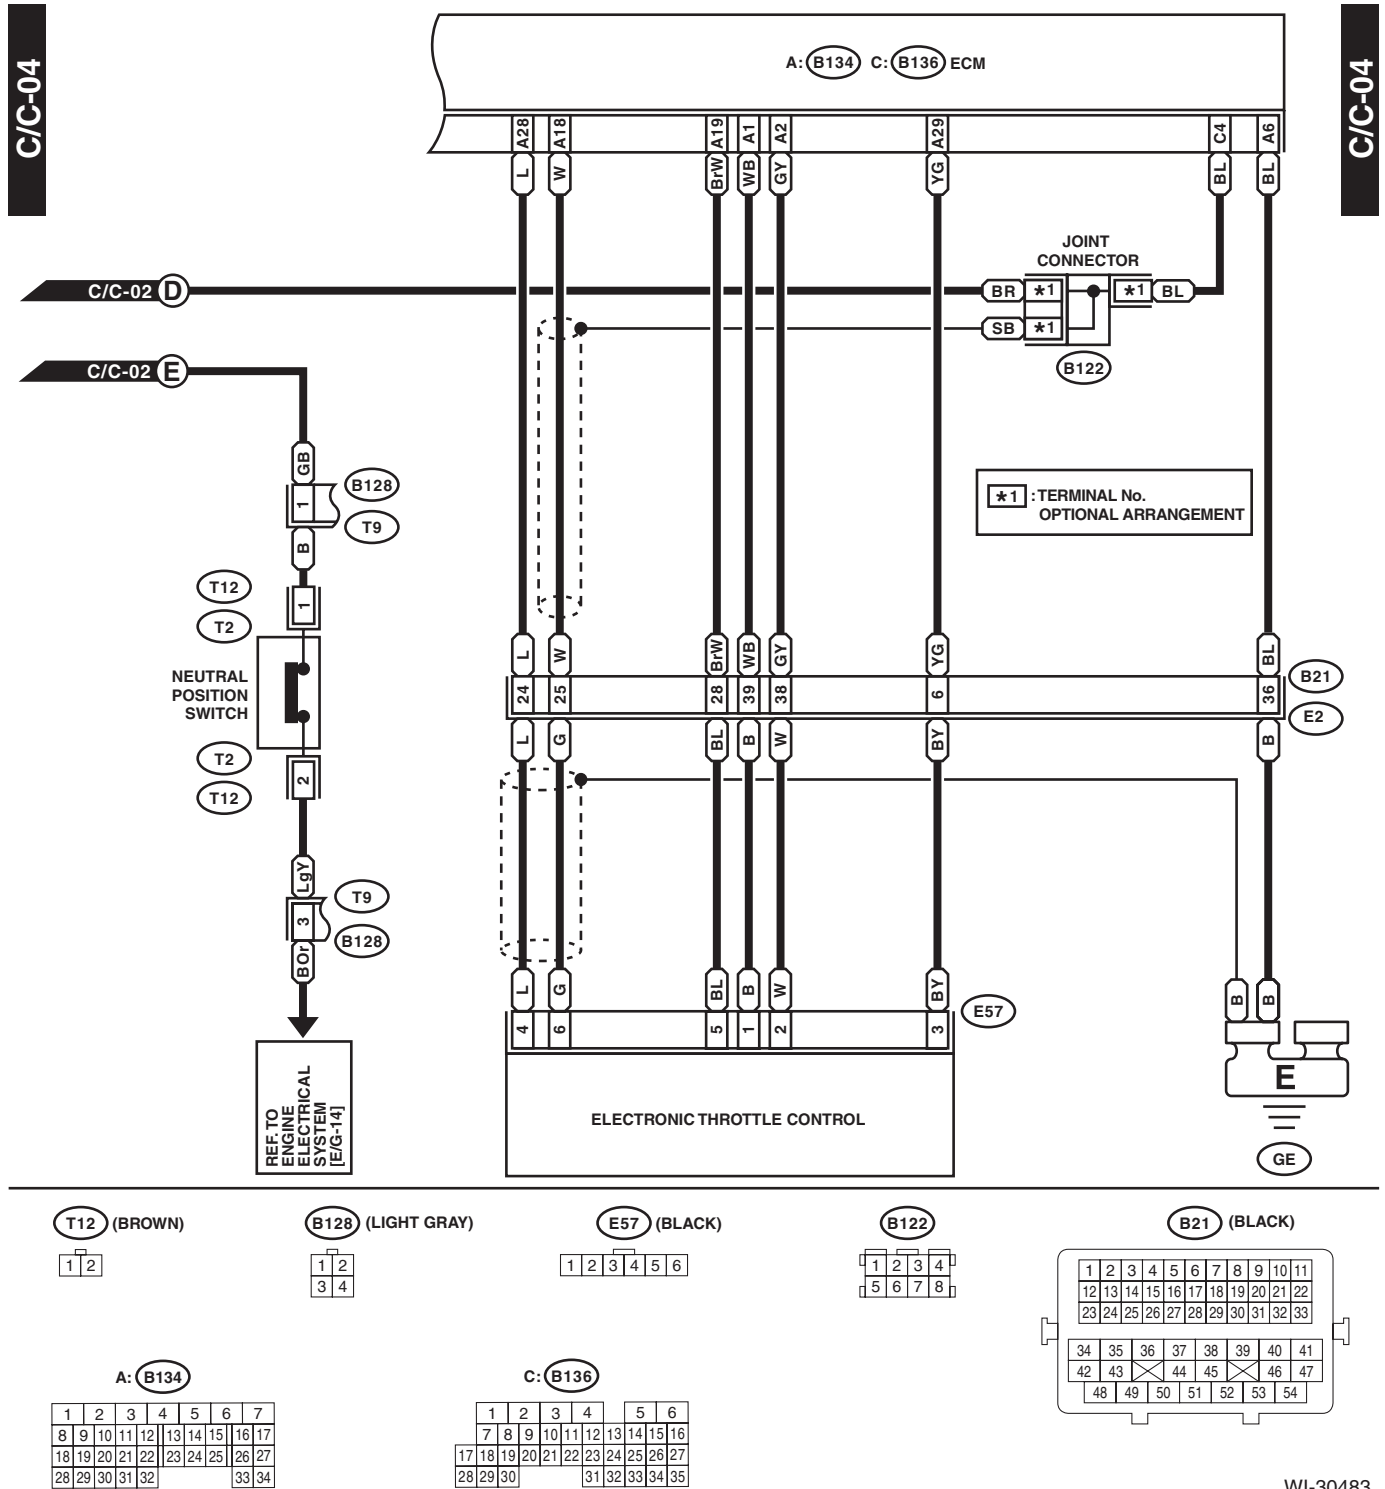 C/C-04
C/C-04
A: B134 C: B136 ECM
A28 A18 A19 A1 A2 A29 C4 A6
L W BrW WB GY YG BL BL
JOINT
CONNECTOR
C/C-02 D
BR *1 *1 BL
SB *1
B122
C/C-02 E
GB
1
B128
T9
B
*1 : TERMINAL No.
OPTIONAL ARRANGEMENT
T12
1
T2
NEUTRAL
POSITION
SWITCH
T2
2
T12
L W BrW WB GY YG BL
24 25 28 39 38 6 36
B21
E2
L G BL B W BY B
LgY
T9
3
B128
BOr
L G BL B W BY B B
4 6 5 1 2 3
E57
ELECTRONIC THROTTLE CONTROL
E
GE
REF. TO
ENGINE
ELECTRICAL
SYSTEM
[E/G-14]
T12 (BROWN)
1 2
B128 (LIGHT GRAY)
1 2
3 4
E57 (BLACK)
1 2 3 4 5 6
B122
1 2 3 4
5 6 7 8
B21 (BLACK)
1 2 3 4 5 6 7 8 9 10 11
12 13 14 15 16 17 18 19 20 21 22
23 24 25 26 27 28 29 30 31 32 33
34 35 36 37 38 39 40 41
42 43 44 45 46 47
48 49 50 51 52 53 54
A: B134
1 2 3 4 5 6 7
8 9 10 11 12 13 14 15 16 17
18 19 20 21 22 23 24 25 26 27
28 29 30 31 32 33 34
C: B136
1 2 3 4 5 6
7 8 9 10 11 12 13 14 15 16
17 18 19 20 21 22 23 24 25 26 27
28 29 30 31 32 33 34 35
WI-30483